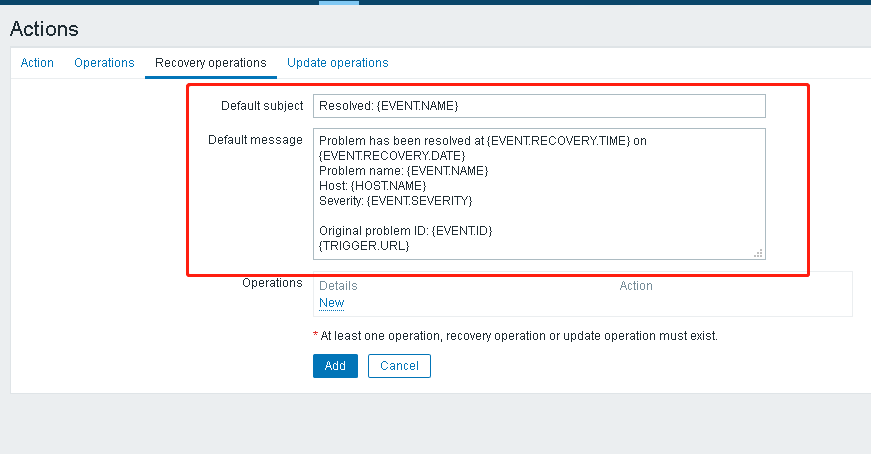 Actions
Action Operations Recovery operations Update operations
Default subject Resolved: {EVENT.NAME}
Default message Problem has been resolved at {EVENT.RECOVERY.TIME} on
{EVENT.RECOVERY.DATE}
Problem name: {EVENT.NAME}
Host: {HOST.NAME}
Severity: {EVENT.SEVERITY}
Original problem ID: {EVENT.ID}
{TRIGGER.URL}
Operations Details Action
New
* At least one operation, recovery operation or update operation must exist.
Add Cancel